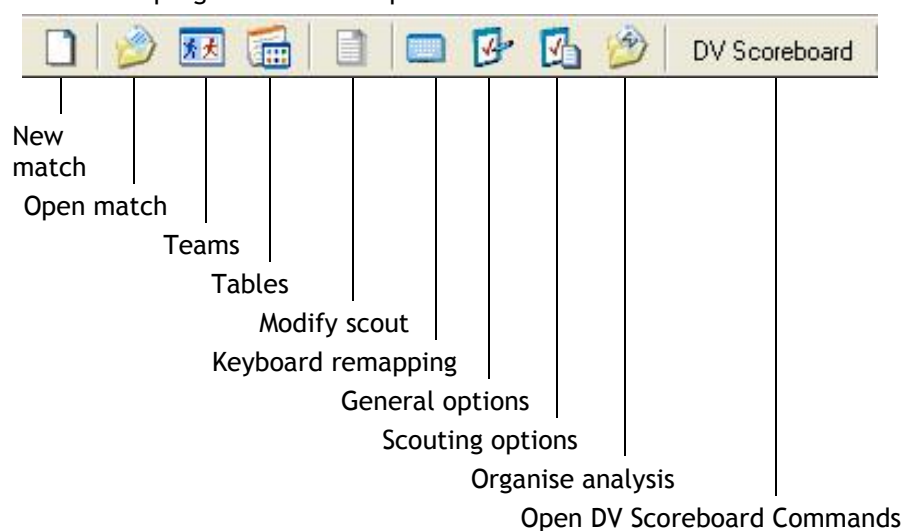 DV Scoreboard
New
match
Open match
Teams
Tables
Modify scout
Keyboard remapping
General options
Scouting options
Organise analysis
Open DV Scoreboard Commands